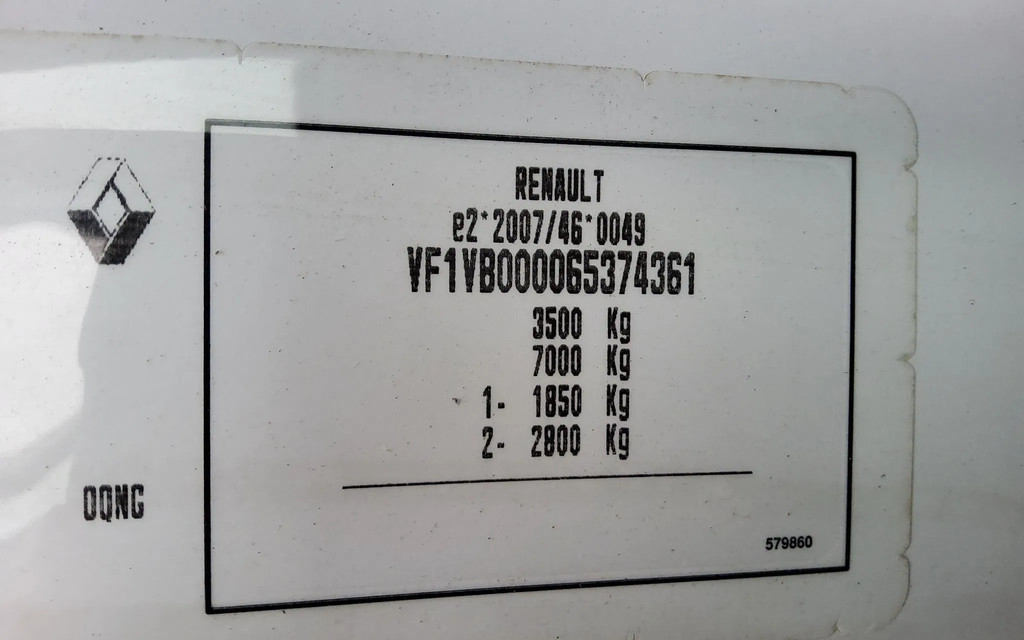 RENAULT
e2*2007/46*0049
VF1VB000065374361
3500 Kg
7000 Kg
1- 1850 Kg
2- 2800 Kg
OQNG
579860